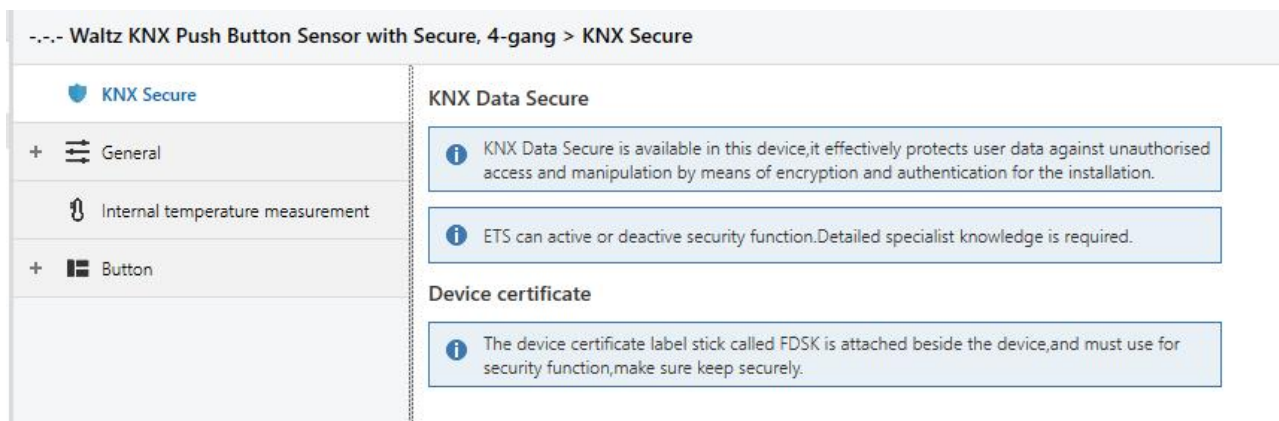 -.-.- Waltz KNX Push Button Sensor with Secure, 4-gang > KNX Secure
KNX Secure
+ General
Internal temperature measurement
+ Button
KNX Data Secure
KNX Data Secure is available in this device,it effectively protects user data against unauthorised
access and manipulation by means of encryption and authentication for the installation.
ETS can active or deactive security function.Detailed specialist knowledge is required.
Device certificate
The device certificate label stick called FDSK is attached beside the device,and must use for
security function,make sure keep securely.